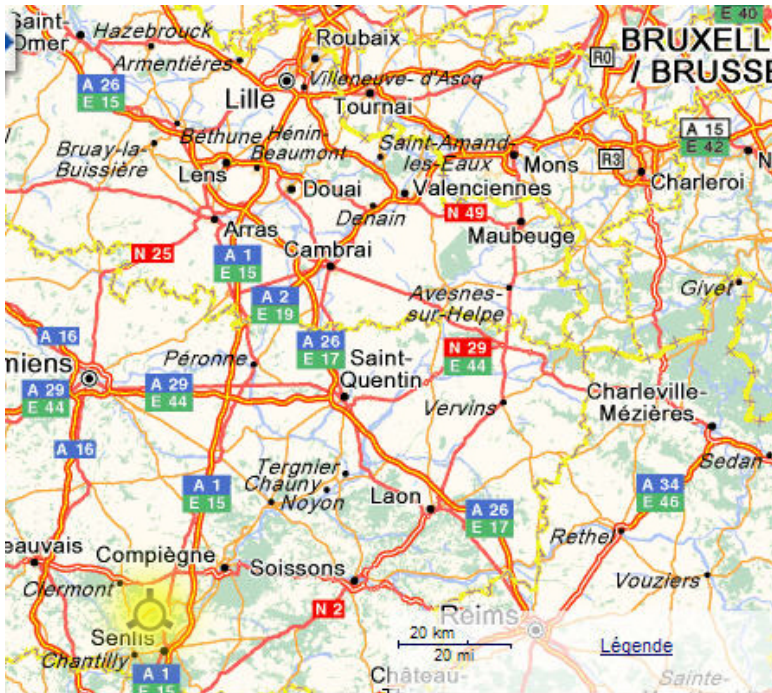 Saint-
Omer
Hazebrouck
Roubaix
E 40
BRUXELL
/ BRUSSE
R0
Armentières
Villeneuve- d'Ascq
A 26
E 15
Lille
Tournai
A 15
E 42
N
Béthune
Hénin-
Beaumont
Bruay-la-
Buissière
Saint-Amand-
les-Eaux
Mons
R3
Lens
Charleroi
Douai
Valenciennes
Denain
N 49
Arras
Maubeuge
N 25
A 1
E 15
Cambrai
A 2
E 19
Avesnes-
sur-Helpe
Givet
A 16
A 26
E 17
N 29
E 44
miens
Péronne
Saint-
Quentin
A 29
E 44
A 29
E 44
Vervins
Charleville-
Mézières
A 16
Sedan
Tergnier
Chauny
Noyon
A 1
E 15
Laon
A 26
E 17
A 34
E 46
Rethel
eauvais
Compiègne
Soissons
Clermont
Vouziers
N 2
Reims
Senlis
20 km
20 mi
Légende
Chantilly
A 1
E 15
Château-
Sainte-